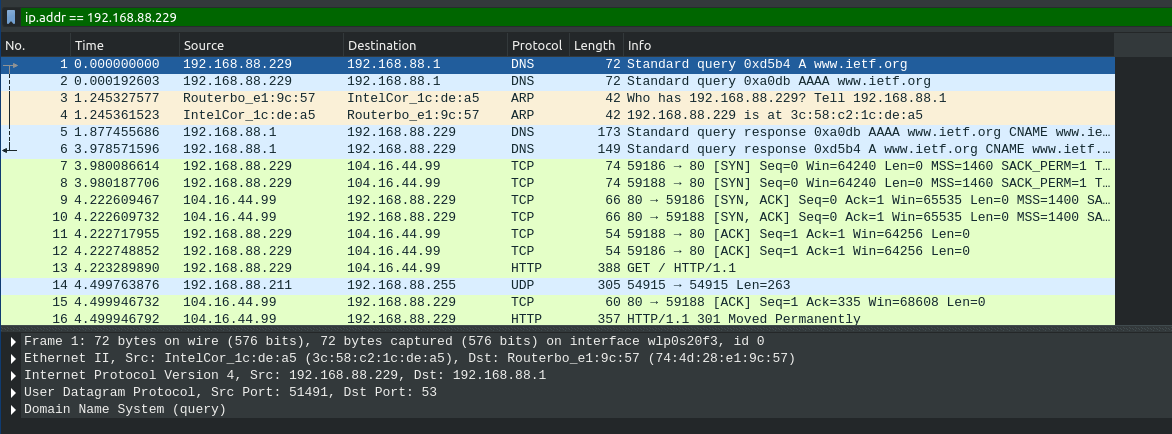 ip.addr == 192.168.88.229
No. Time Source Destination Protocol Length Info
1 0.000000000 192.168.88.229 192.168.88.1 DNS 72 Standard query 0xd5b4 A www.ietf.org
2 0.000192603 192.168.88.229 192.168.88.1 DNS 72 Standard query 0xa0db AAAA www.ietf.org
3 1.245327577 Routerbo_e1:9c:57 IntelCor_1c:de:a5 ARP 42 Who has 192.168.88.229? Tell 192.168.88.1
4 1.245361523 IntelCor_1c:de:a5 Routerbo_e1:9c:57 ARP 42 192.168.88.229 is at 3c:58:c2:1c:de:a5
5 1.877455686 192.168.88.1 192.168.88.229 DNS 173 Standard query response 0xa0db AAAA www.ietf.org CNAME www.ie…
6 3.978571596 192.168.88.1 192.168.88.229 DNS 149 Standard query response 0xd5b4 A www.ietf.org CNAME www.ietf.…
7 3.980086614 192.168.88.229 104.16.44.99 TCP 74 59186 → 80 [SYN] Seq=0 Win=64240 Len=0 MSS=1460 SACK_PERM=1 T…
8 3.980187706 192.168.88.229 104.16.44.99 TCP 74 59188 → 80 [SYN] Seq=0 Win=64240 Len=0 MSS=1460 SACK_PERM=1 T…
9 4.222609467 104.16.44.99 192.168.88.229 TCP 66 80 → 59186 [SYN, ACK] Seq=0 Ack=1 Win=65535 Len=0 MSS=1400 SA…
10 4.222609732 104.16.44.99 192.168.88.229 TCP 66 80 → 59188 [SYN, ACK] Seq=0 Ack=1 Win=65535 Len=0 MSS=1400 SA…
11 4.222717955 192.168.88.229 104.16.44.99 TCP 54 59188 → 80 [ACK] Seq=1 Ack=1 Win=64256 Len=0
12 4.222748852 192.168.88.229 104.16.44.99 TCP 54 59186 → 80 [ACK] Seq=1 Ack=1 Win=64256 Len=0
13 4.223289890 192.168.88.229 104.16.44.99 HTTP 388 GET / HTTP/1.1
14 4.499763876 192.168.88.211 192.168.88.255 UDP 305 54915 → 54915 Len=263
15 4.499946732 104.16.44.99 192.168.88.229 TCP 60 80 → 59188 [ACK] Seq=1 Ack=335 Win=68608 Len=0
16 4.499946792 104.16.44.99 192.168.88.229 HTTP 357 HTTP/1.1 301 Moved Permanently
Frame 1: 72 bytes on wire (576 bits), 72 bytes captured (576 bits) on interface wlp0s20f3, id 0
Ethernet II, Src: IntelCor_1c:de:a5 (3c:58:c2:1c:de:a5), Dst: Routerbo_e1:9c:57 (74:4d:28:e1:9c:57)
Internet Protocol Version 4, Src: 192.168.88.229, Dst: 192.168.88.1
User Datagram Protocol, Src Port: 51491, Dst Port: 53
Domain Name System (query)